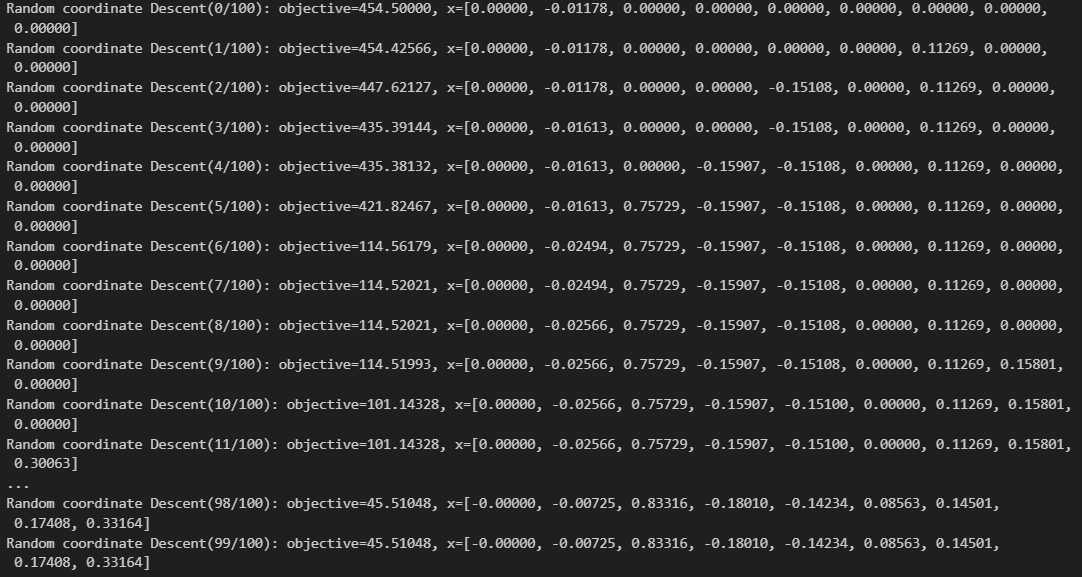 Random coordinate Descent(0/100): objective=454.50000, x=[0.00000, -0.01178, 0.00000, 0.00000, 0.00000, 0.00000, 0.00000, 0.00000,
0.00000]
Random coordinate Descent(1/100): objective=454.42566, x=[0.00000, -0.01178, 0.00000, 0.00000, 0.00000, 0.00000, 0.11269, 0.00000,
0.00000]
Random coordinate Descent(2/100): objective=447.62127, x=[0.00000, -0.01178, 0.00000, 0.00000, -0.15108, 0.00000, 0.11269, 0.00000,
0.00000]
Random coordinate Descent(3/100): objective=435.39144, x=[0.00000, -0.01613, 0.00000, 0.00000, -0.15108, 0.00000, 0.11269, 0.00000,
0.00000]
Random coordinate Descent(4/100): objective=435.38132, x=[0.00000, -0.01613, 0.00000, -0.15907, -0.15108, 0.00000, 0.11269, 0.00000,
0.00000]
Random coordinate Descent(5/100): objective=421.82467, x=[0.00000, -0.01613, 0.75729, -0.15907, -0.15108, 0.00000, 0.11269, 0.00000,
0.00000]
Random coordinate Descent(6/100): objective=114.56179, x=[0.00000, -0.02494, 0.75729, -0.15907, -0.15108, 0.00000, 0.11269, 0.00000,
0.00000]
Random coordinate Descent(7/100): objective=114.52021, x=[0.00000, -0.02494, 0.75729, -0.15907, -0.15108, 0.00000, 0.11269, 0.00000,
0.00000]
Random coordinate Descent(8/100): objective=114.52021, x=[0.00000, -0.02566, 0.75729, -0.15907, -0.15108, 0.00000, 0.11269, 0.00000,
0.00000]
Random coordinate Descent(9/100): objective=114.51993, x=[0.00000, -0.02566, 0.75729, -0.15907, -0.15108, 0.00000, 0.11269, 0.15801,
0.00000]
Random coordinate Descent(10/100): objective=101.14328, x=[0.00000, -0.02566, 0.75729, -0.15907, -0.15100, 0.00000, 0.11269, 0.15801,
0.00000]
Random coordinate Descent(11/100): objective=101.14328, x=[0.00000, -0.02566, 0.75729, -0.15907, -0.15100, 0.00000, 0.11269, 0.15801,
0.30063]
...
Random coordinate Descent(98/100): objective=45.51048, x=[-0.00000, -0.00725, 0.83316, -0.18010, -0.14234, 0.08563, 0.14501,
0.17408, 0.33164]
Random coordinate Descent(99/100): objective=45.51048, x=[-0.00000, -0.00725, 0.83316, -0.18010, -0.14234, 0.08563, 0.14501,
0.17408, 0.33164]